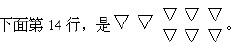 下面第14行，是▽ ▽ ▽ ▽ ▽ ▽ ▽ ▽。